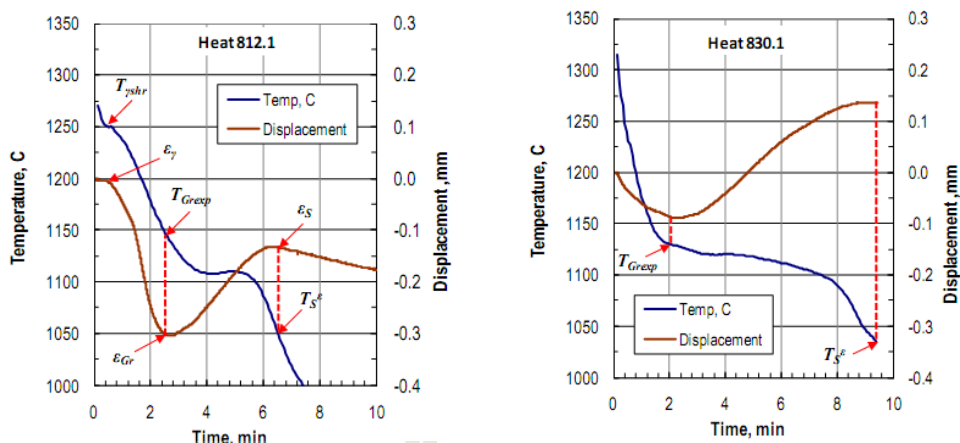 Heat 812.1
Temperature, C
1350
1300
1250
1200
1150
1100
1050
1000
0.3
0.2
0.1
0.0
-0.1
-0.2
-0.3
-0.4
Displacement ,mm
Temp, C
Displacement
Tγshr
εγ
TGrexp
εS
TSε
εGr
0 2 4 6 8 10
Time, min
Heat 830.1
Temperature, C
1350
1300
1250
1200
1150
1100
1050
1000
0.3
0.2
0.1
0.0
-0.1
-0.2
-0.3
-0.4
Displacement ,mm
TGrexp
Temp, C
Displacement
TSε
0 2 4 6 8 10
Time, min